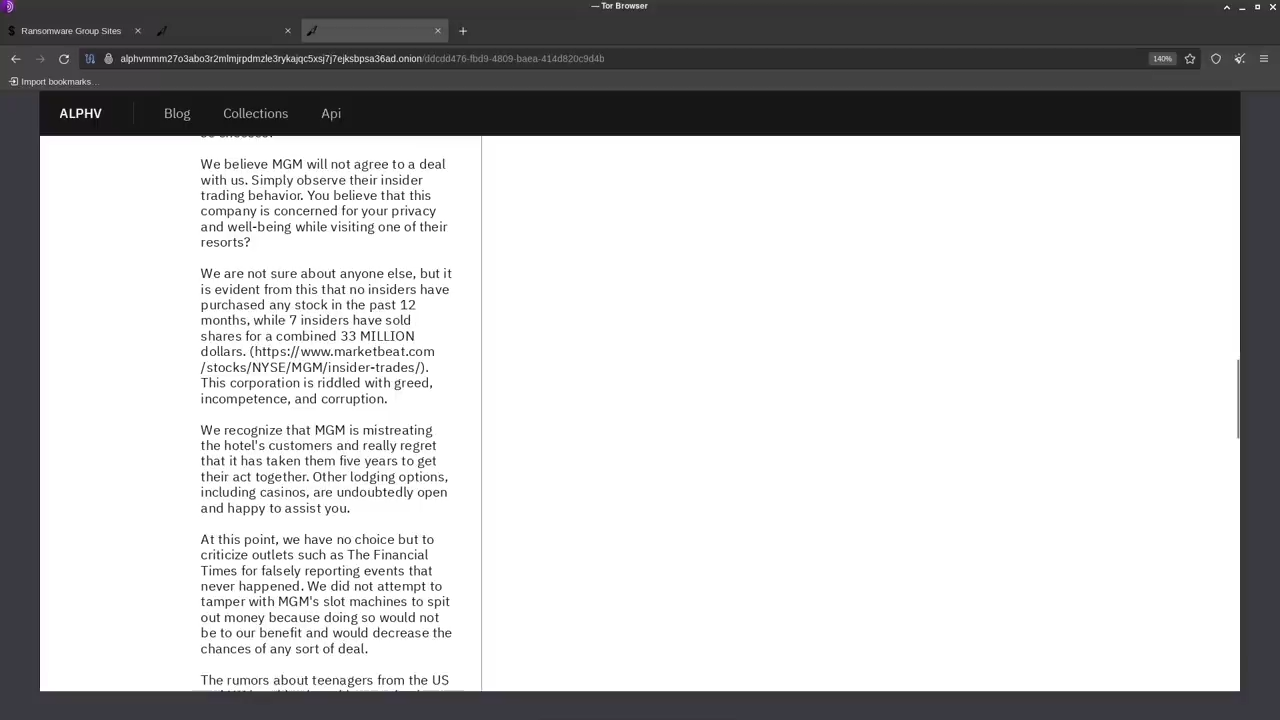 — Tor Browser
Ransomware Group Sites
alphvmmm27o3abo3r2mlmjrpdmzle3rykajqc5xsj7j7ejksbpsa36ad.onion/ddcdd476-fbd9-4809-baea-414d820c9d4b
140%
Import bookmarks…
ALPHV
Blog
Collections
Api
We believe MGM will not agree to a deal
with us. Simply observe their insider
trading behavior. You believe that this
company is concerned for your privacy
and well-being while visiting one of their
resorts?
We are not sure about anyone else, but it
is evident from this that no insiders have
purchased any stock in the past 12
months, while 7 insiders have sold
shares for a combined 33 MILLION
dollars. (https://www.marketbeat.com
/stocks/NYSE/MGM/insider-trades/).
This corporation is riddled with greed,
incompetence, and corruption.
We recognize that MGM is mistreating
the hotel's customers and really regret
that it has taken them five years to get
their act together. Other lodging options,
including casinos, are undoubtedly open
and happy to assist you.
At this point, we have no choice but to
criticize outlets such as The Financial
Times for falsely reporting events that
never happened. We did not attempt to
tamper with MGM's slot machines to spit
out money because doing so would not
be to our benefit and would decrease the
chances of any sort of deal.
The rumors about teenagers from the US